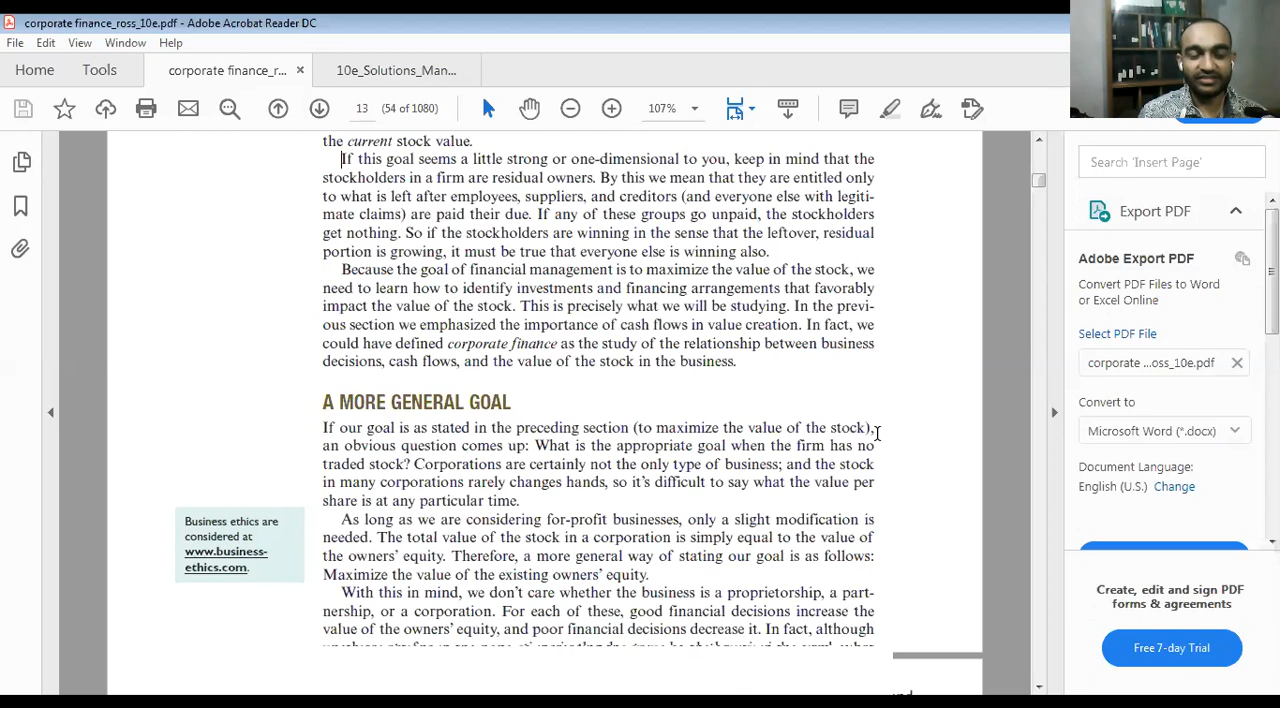 corporate finance_ross_10e.pdf - Adobe Acrobat Reader DC
File Edit View Window Help
Home Tools corporate finance_r... × 10e_Solutions_Man...
13 (54 of 1080) 107%
the current stock value.
If this goal seems a little strong or one-dimensional to you, keep in mind that the
stockholders in a firm are residual owners. By this we mean that they are entitled only
to what is left after employees, suppliers, and creditors (and everyone else with legiti-
mate claims) are paid their due. If any of these groups go unpaid, the stockholders
get nothing. So if the stockholders are winning in the sense that the leftover, residual
portion is growing, it must be true that everyone else is winning also.
Because the goal of financial management is to maximize the value of the stock, we
need to learn how to identify investments and financing arrangements that favorably
impact the value of the stock. This is precisely what we will be studying. In the previ-
ous section we emphasized the importance of cash flows in value creation. In fact, we
could have defined corporate finance as the study of the relationship between business
decisions, cash flows, and the value of the stock in the business.
A MORE GENERAL GOAL
If our goal is as stated in the preceding section (to maximize the value of the stock),
an obvious question comes up: What is the appropriate goal when the firm has no
traded stock? Corporations are certainly not the only type of business; and the stock
in many corporations rarely changes hands, so it's difficult to say what the value per
share is at any particular time.
As long as we are considering for-profit businesses, only a slight modification is
needed. The total value of the stock in a corporation is simply equal to the value of
the owners' equity. Therefore, a more general way of stating our goal is as follows:
Maximize the value of the existing owners' equity.
With this in mind, we don't care whether the business is a proprietorship, a part-
nership, or a corporation. For each of these, good financial decisions increase the
value of the owners' equity, and poor financial decisions decrease it. In fact, although
Business ethics are
considered at
www.business-
ethics.com.
Search 'Insert Page'
Export PDF
Adobe Export PDF
Convert PDF Files to Word
or Excel Online
Select PDF File
corporate ...oss_10e.pdf ×
Convert to
Microsoft Word (*.docx)
Document Language:
English (U.S.) Change
Create, edit and sign PDF
forms & agreements
Free 7-day Trial